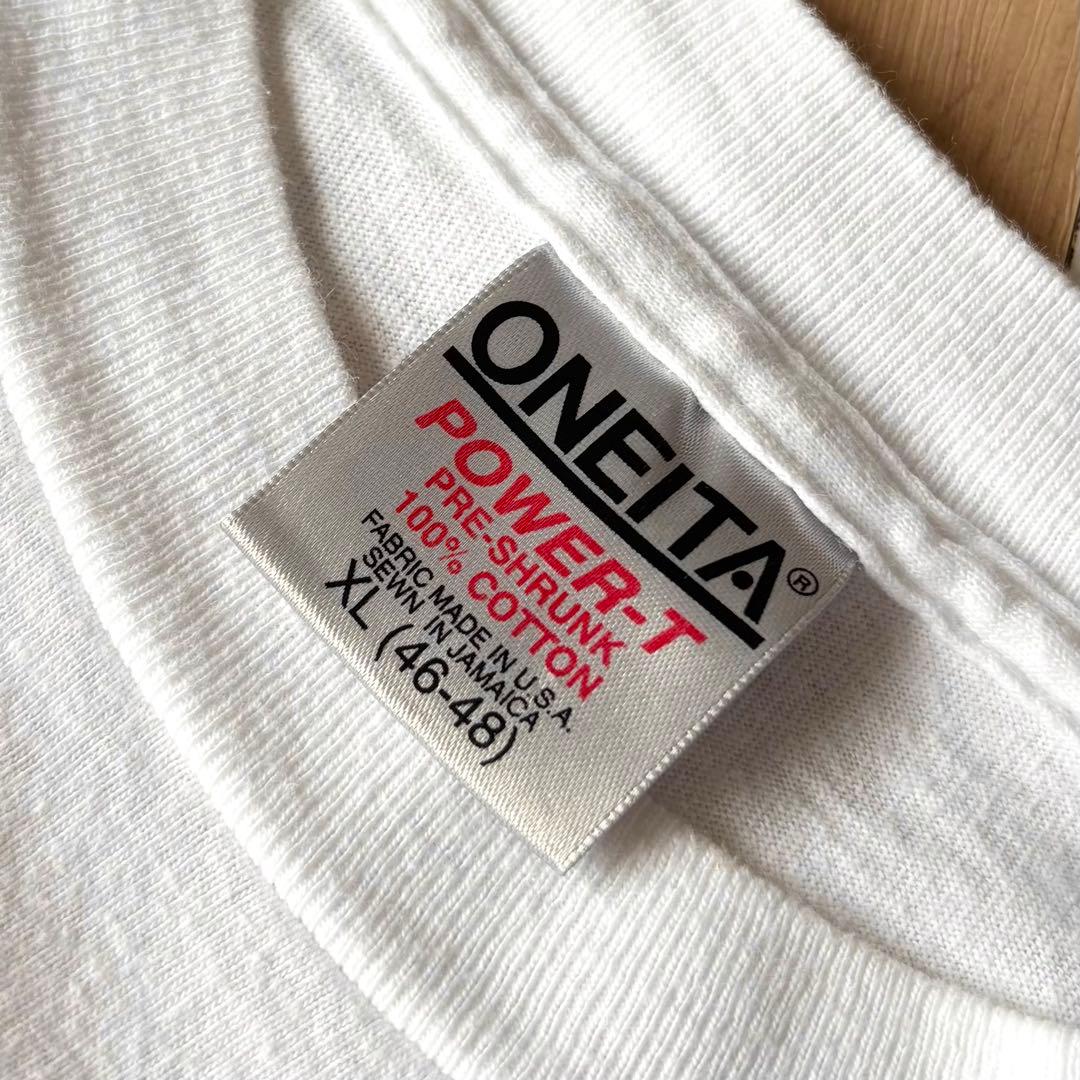 ONEITA®
POWER-T
PRE-SHRUNK
100% COTTON
FABRIC MADE IN U.S.A.
SEWN IN JAMAICA
XL (46-48)